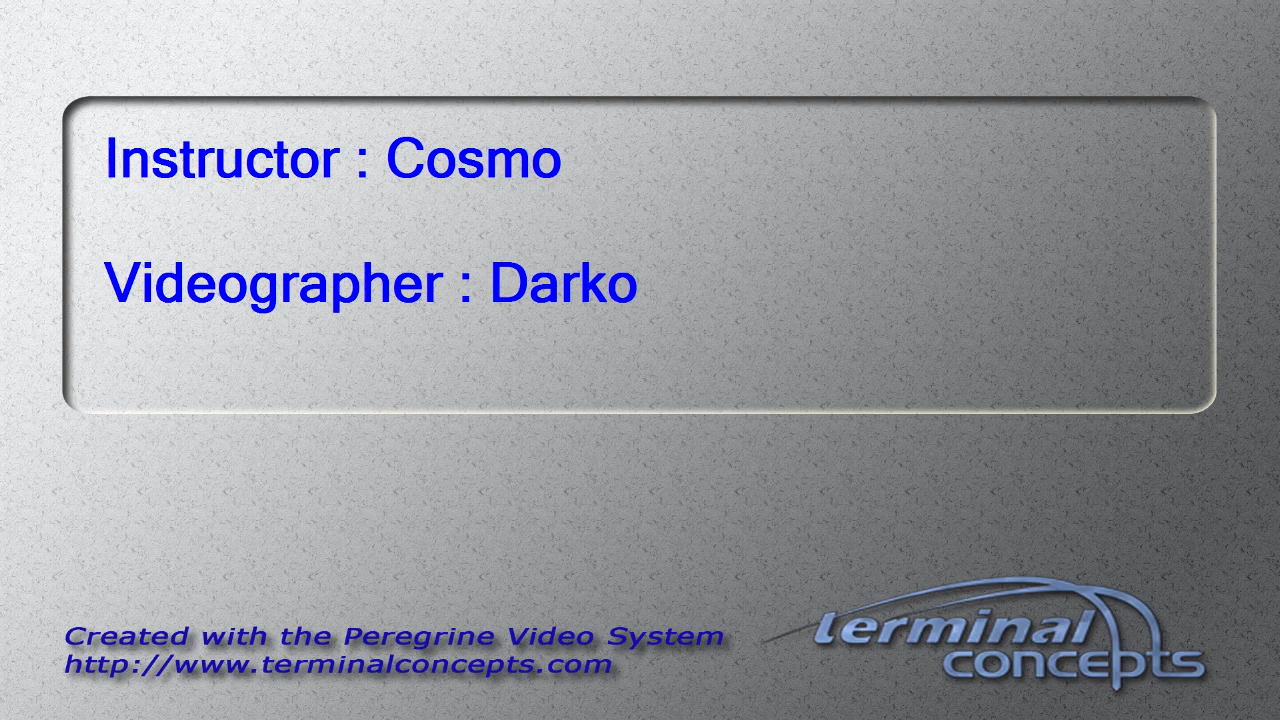 Instructor : Cosmo
Videographer : Darko
Created with the Peregrine Video System
http://www.terminalconcepts.com
terminal
concepts